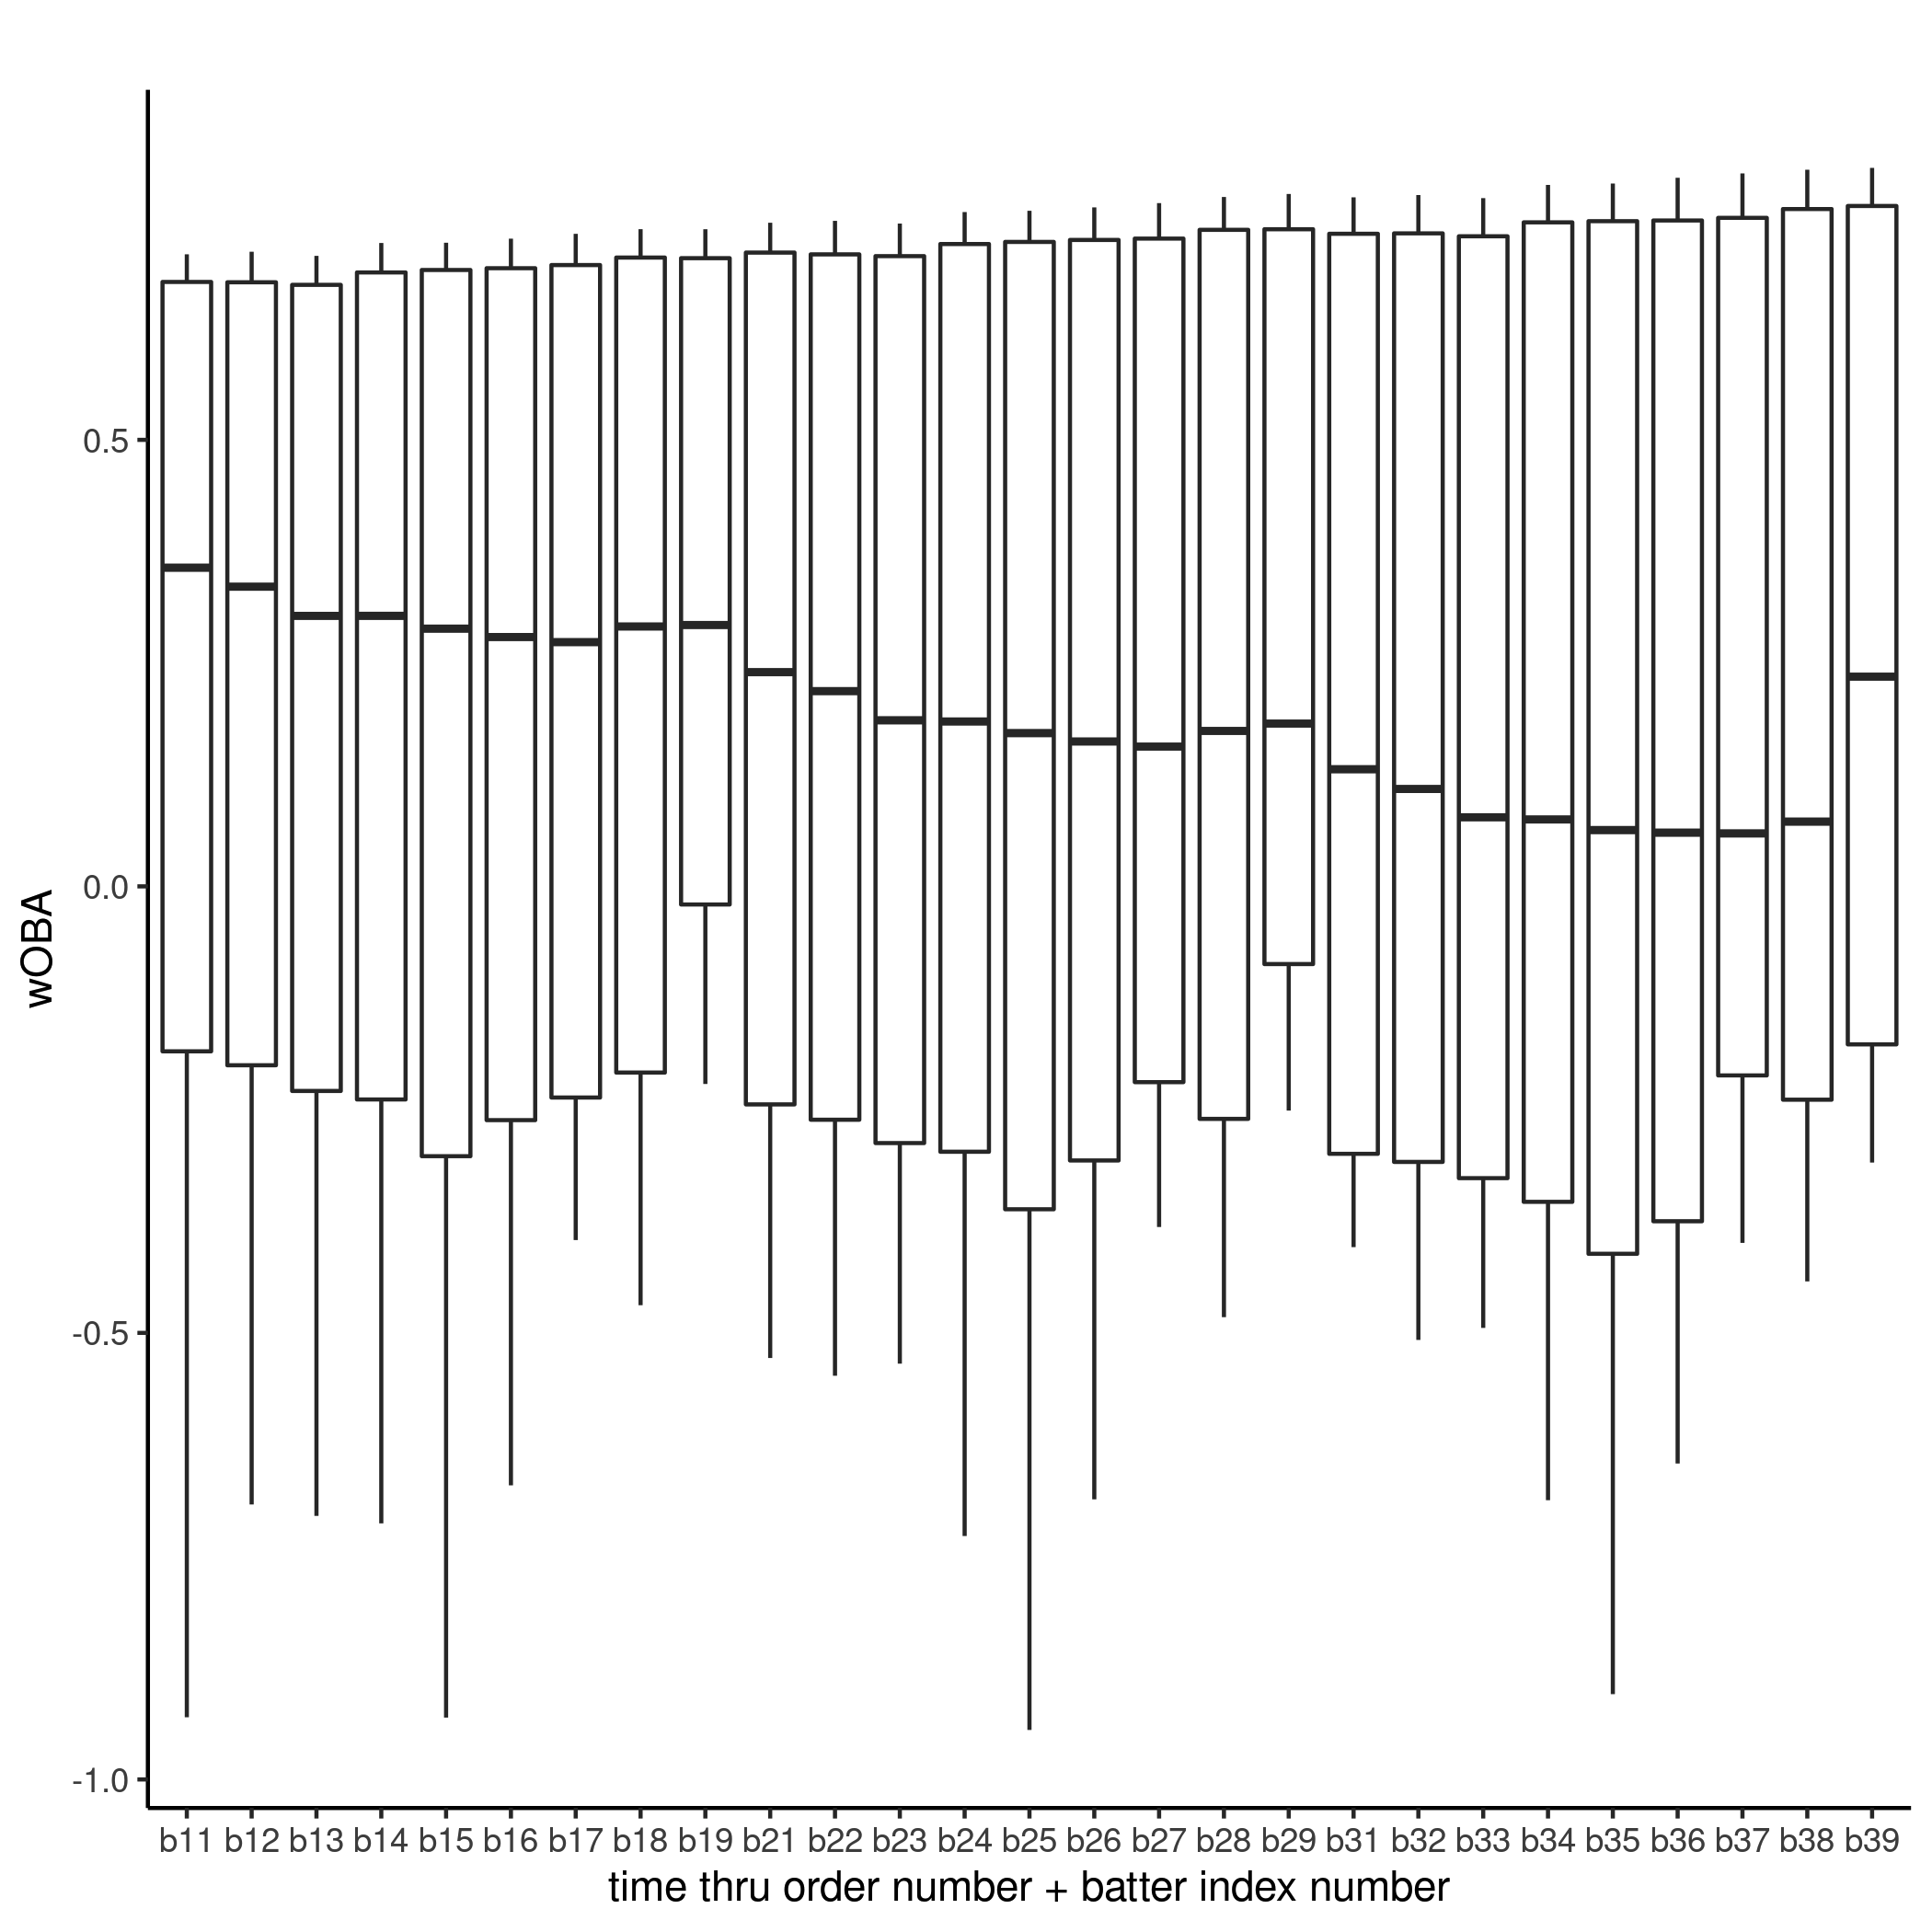 wOBA
0.5
0.0
-0.5
-1.0
b11 b12 b13 b14 b15 b16 b17 b18 b19 b21 b22 b23 b24 b25 b26 b27 b28 b29 b31 b32 b33 b34 b35 b36 b37 b38 b39
time thru order number + batter index number